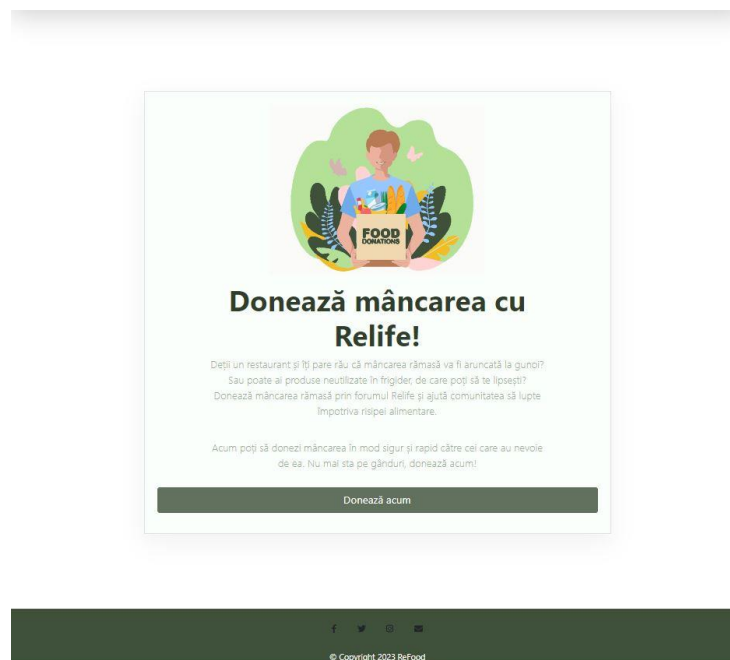 FOOD
DONATIONS
Donează mâncarea cu
Relife!
Deții un restaurant și îți pare rău că mâncarea rămasă va fi aruncată la gunoi?
Sau poate ai produse neutilizate în frigider, de care poți să te lipsești?
Donează mâncarea rămasă prin forumul Relife și ajută comunitatea să lupte
împotriva risipei alimentare.
Acum poți să donezi mâncarea în mod sigur și rapid către cei care au nevoie
de ea. Nu mai sta pe gânduri, donează acum!
Donează acum
© Copyright 2023 ReFood